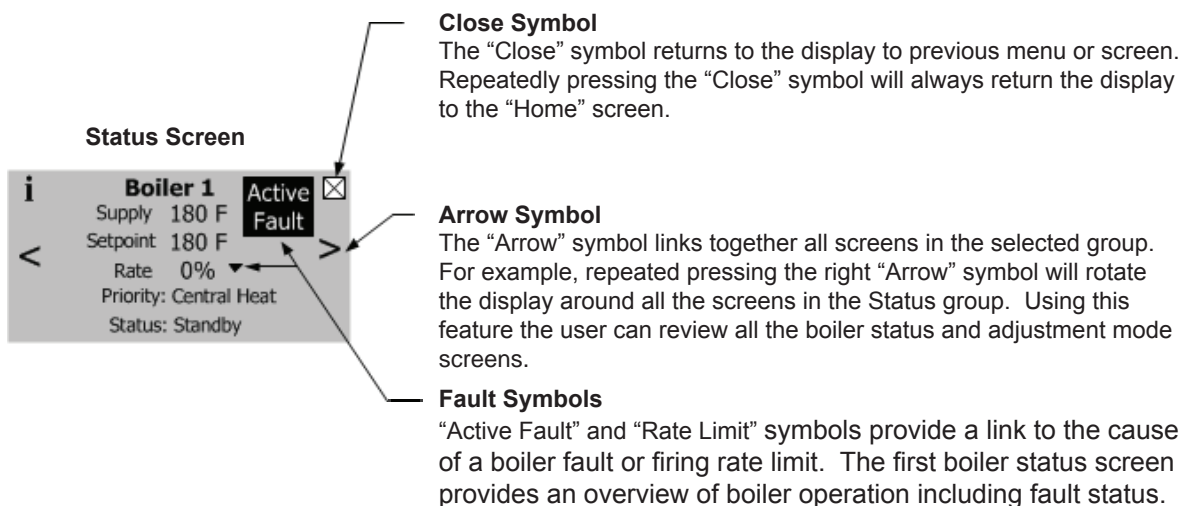 Close Symbol
The “Close” symbol returns to the display to previous menu or screen.
Repeatedly pressing the “Close” symbol will always return the display
to the “Home” screen.
Status Screen
i
Boiler 1
Active
Fault
Supply 180 F
Setpoint 180 F
<
>
Rate 0%
Priority: Central Heat
Status: Standby
Arrow Symbol
The “Arrow” symbol links together all screens in the selected group.
For example, repeated pressing the right “Arrow” symbol will rotate
the display around all the screens in the Status group. Using this
feature the user can review all the boiler status and adjustment mode
screens.
Fault Symbols
“Active Fault” and “Rate Limit” symbols provide a link to the cause
of a boiler fault or firing rate limit. The first boiler status screen
provides an overview of boiler operation including fault status.